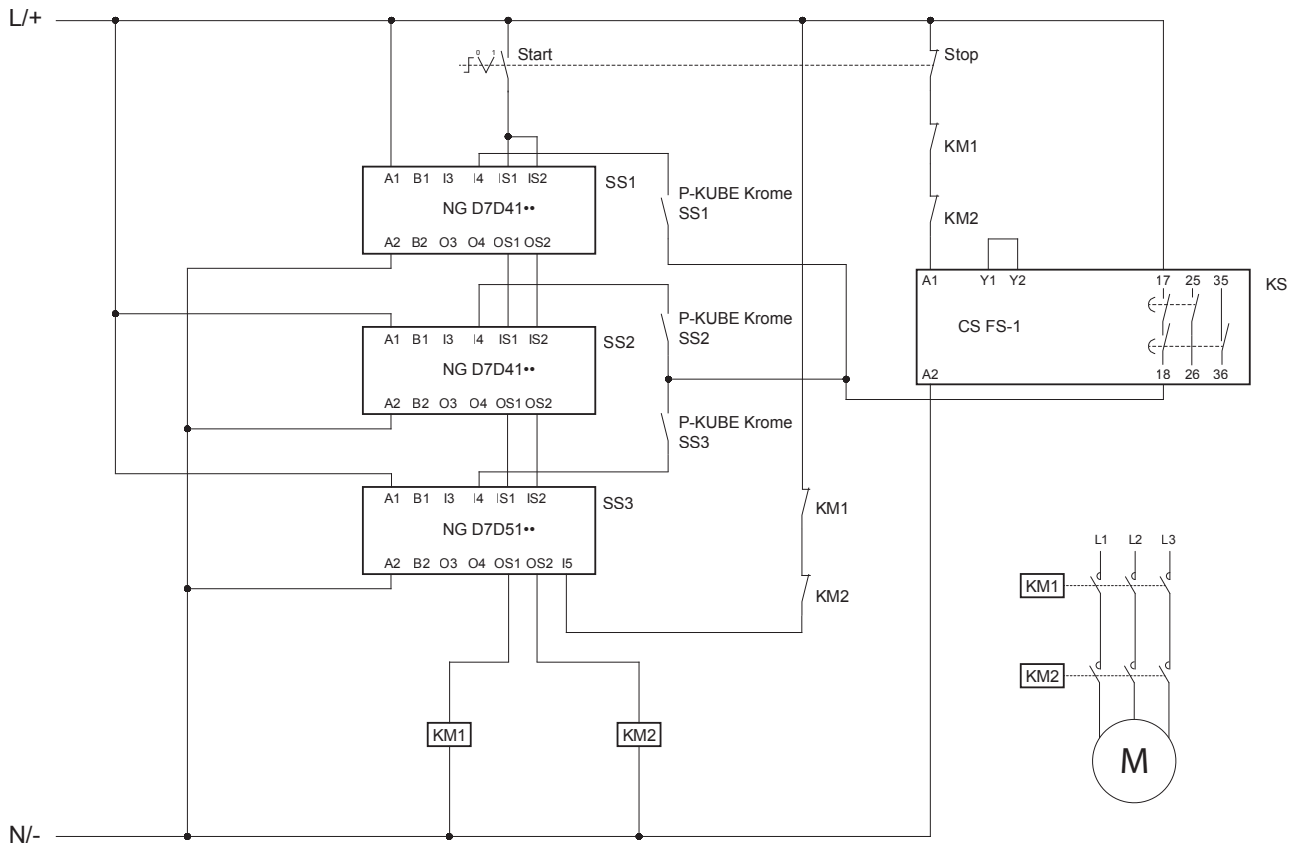 L/+
0 1
Start
Stop
KM1
KM2
A1 B1 I3 I4 IS1 IS2
SS1
NG D7D41••
A2 B2 O3 O4 OS1 OS2
P-KUBE Krome
SS1
A1 Y1 Y2 17 25 35
KS
CS FS-1
A2 18 26 36
P-KUBE Krome
SS2
A1 B1 I3 I4 IS1 IS2
SS2
NG D7D41••
A2 B2 O3 O4 OS1 OS2
P-KUBE Krome
SS3
A1 B1 I3 I4 IS1 IS2
SS3
NG D7D51••
A2 B2 O3 O4 OS1 OS2 I5
KM1
KM2
L1 L2 L3
KM1
KM2
M
KM1
KM2
N/-